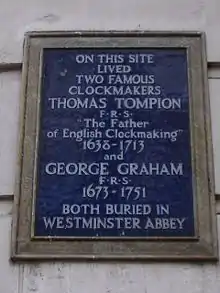 ON THIS SITE
LIVED
TWO FAMOUS
CLOCKMAKERS
THOMAS TOMPION
F·R·S·
"The Father
of English Clockmaking"
1638-1713
and
GEORGE GRAHAM
F·R·S·
1673-1751
BOTH BURIED IN
WESTMINSTER ABBEY